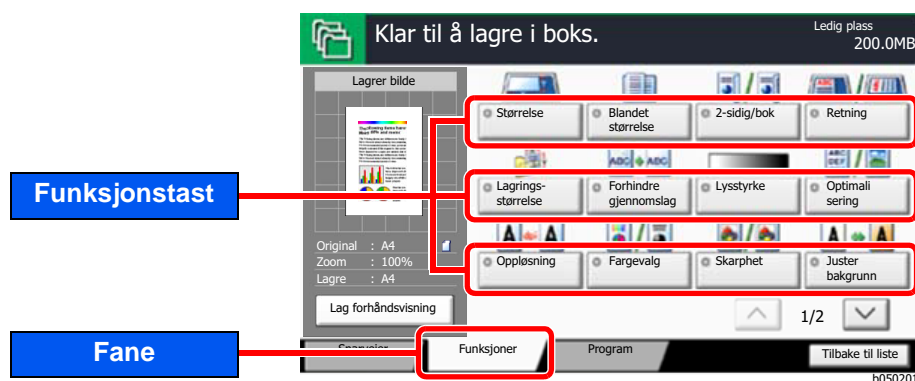 Klar til å lagre i boks.
Ledig plass
200.0MB
Lagrer bilde
Størrelse
Blandet
størrelse
2-sidig/bok
Retning
Funksjonstast
Lagrings-
størrelse
Forhindre
gjennomslag
Lysstyrke
Optimali
sering
Original : A4
Zoom : 100%
Lagre : A4
Oppløsning
Fargevalg
Skarphet
Juster
bakgrunn
Lag forhåndsvisning
1/2
Fane
Snarveier
Funksjoner
Program
Tilbake til liste
b050201